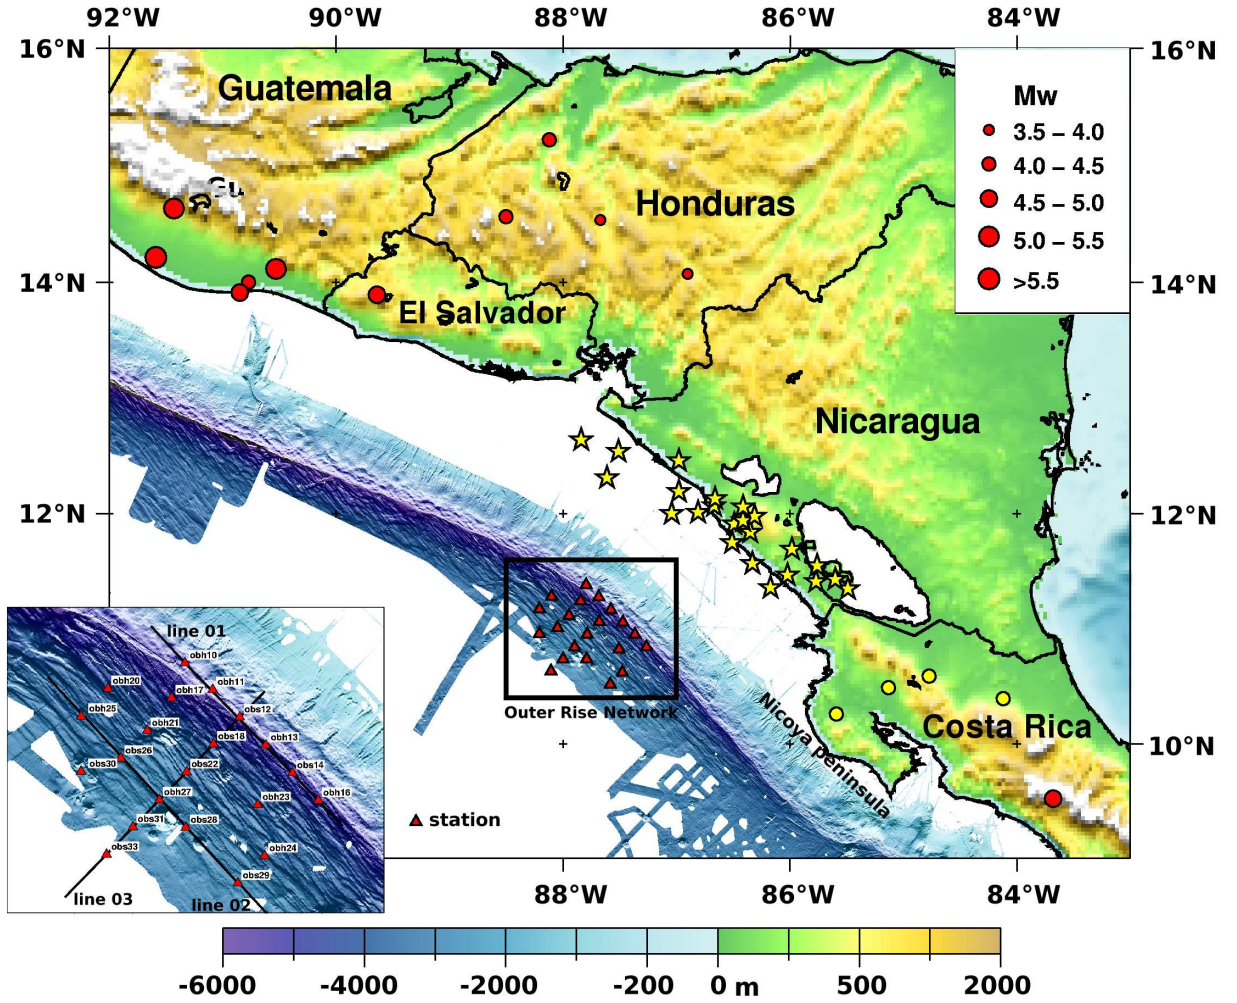 92°W 90°W 88°W 86°W 84°W
16°N 16°N
Guatemala
Mw
3.5 – 4.0
4.0 – 4.5
4.5 – 5.0
5.0 – 5.5
>5.5
Gu
Honduras
14°N 14°N
El Salvador
Nicaragua
12°N 12°N
Outer Rise Network
Nicoya peninsula
Costa Rica
10°N 10°N
station
line 01
obh10
obh20
obh11
obh17
obh25
obs12
obh21
obs18
obh13
obs26
obs30
obs22
obs14
obh27
obh23
obh16
obs31
obs28
obs33
obh24
obs29
line 03
line 02
88°W 86°W 84°W
-6000 -4000 -2000 -200 0 m 500 2000